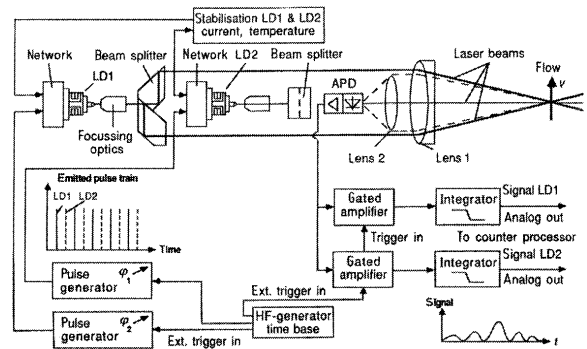 Stabilisation LD1 & LD2
current, temperature
Network
LD1
Beam splitter
Network
LD2
Beam splitter
Laser beams
Flow
v
APD
Focussing
optics
Lens 2
Lens 1
Emitted pulse train
LD1
LD2
Time
Gated
amplifier
Integrator
Signal LD1
Analog out
Trigger in
To counter processor
Gated
amplifier
Integrator
Signal LD2
Analog out
Pulse
generator
φ1
Ext. trigger in
HF-generator
time base
Pulse
generator
φ2
Ext. trigger in
Signal
t